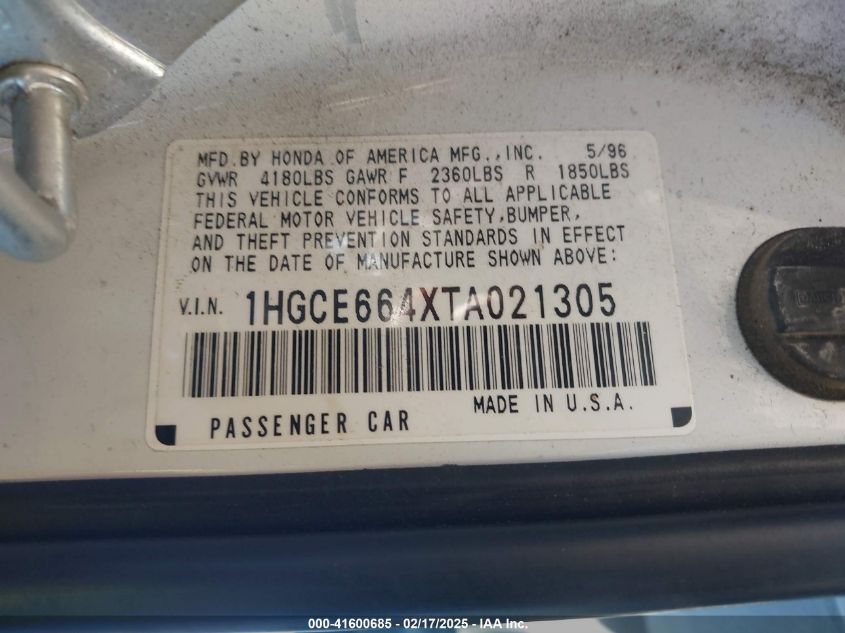 MFD. BY HONDA OF AMERICA MFG., INC. 5/96
GVWR 4180LBS GAWR F 2360LBS R 1850LBS
THIS VEHICLE CONFORMS TO ALL APPLICABLE
FEDERAL MOTOR VEHICLE SAFETY, BUMPER,
AND THEFT PREVENTION STANDARDS IN EFFECT
ON THE DATE OF MANUFACTURE SHOWN ABOVE:
V.I.N. 1HGCE664XTA021305
PASSENGER CAR MADE IN U.S.A.
000-41600685 - 02/17/2025 - IAA Inc.